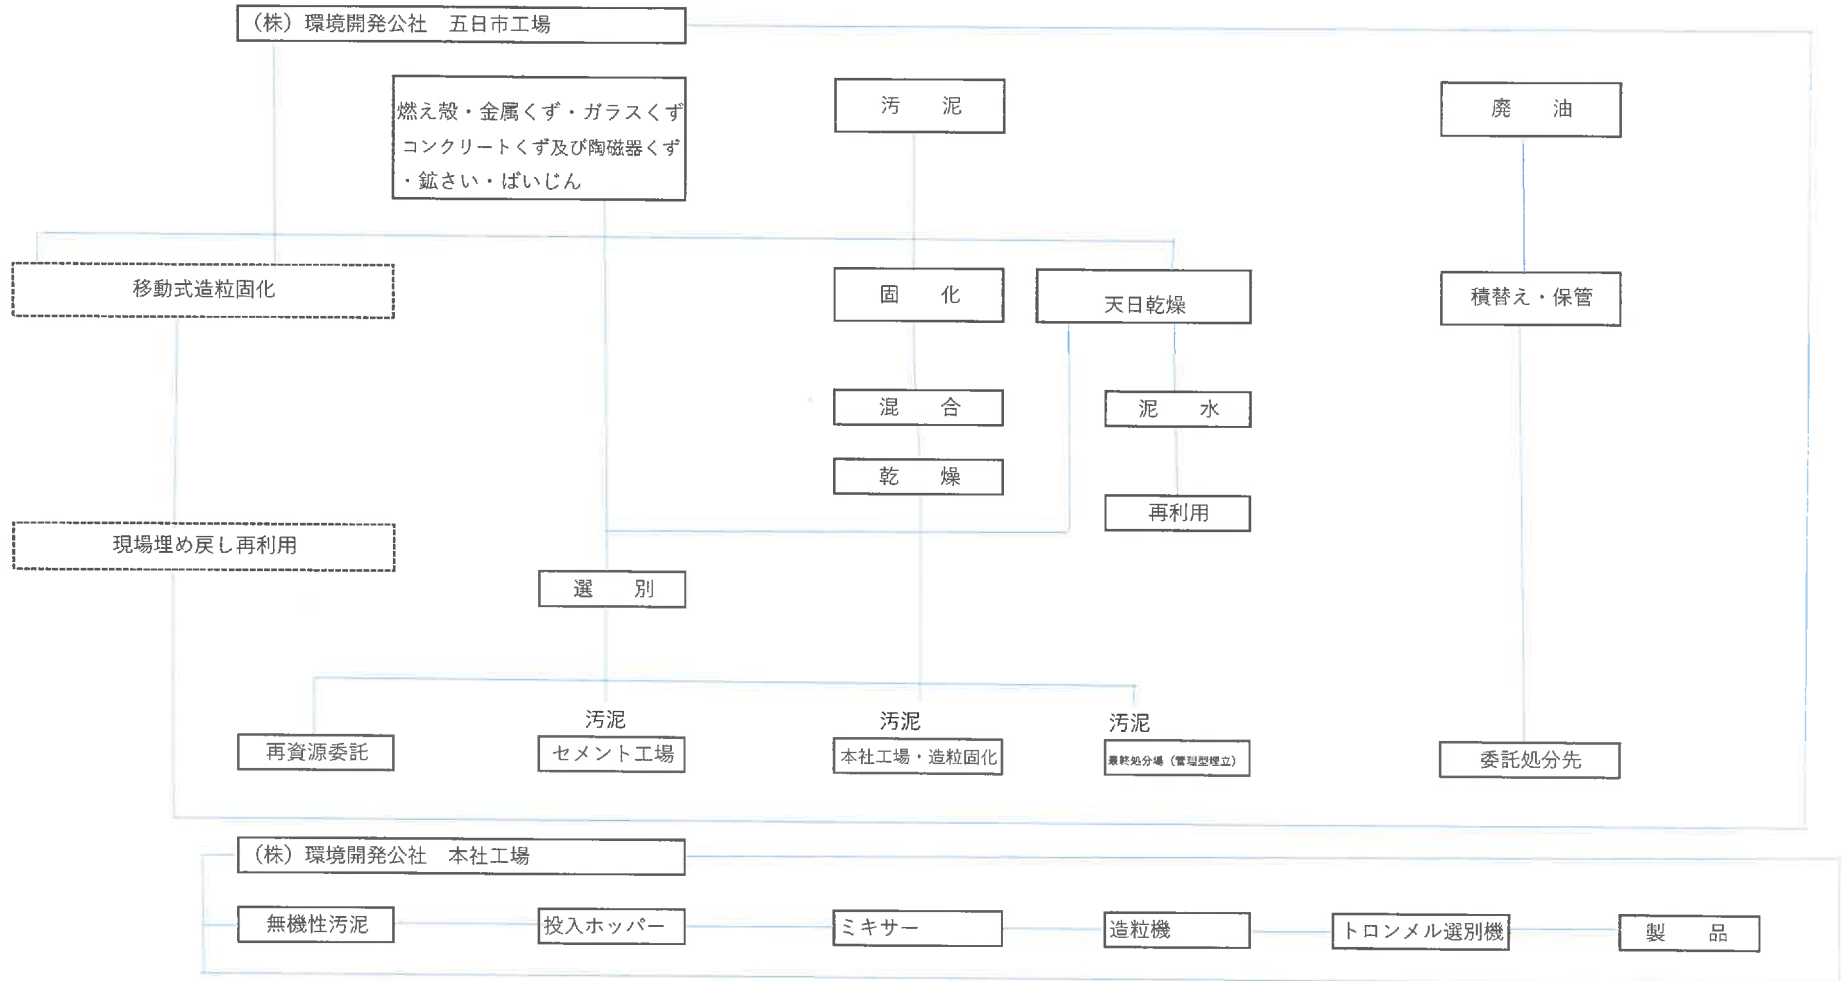 （株）環境開発公社　五日市工場
燃え殻・金属くず・ガラスくず
コンクリートくず及び陶磁器くず
・鉱さい・ばいじん
汚　泥
廃　油
移動式造粒固化
固　化
天日乾燥
積替え・保管
混　合
泥　水
乾　燥
再利用
現場埋め戻し再利用
選　別
汚泥
汚泥
汚泥
再資源委託
セメント工場
本社工場・造粒固化
最終処分場（管理型埋立）
委託処分先
（株）環境開発公社　本社工場
無機性汚泥
投入ホッパー
ミキサー
造粒機
トロンメル選別機
製　品